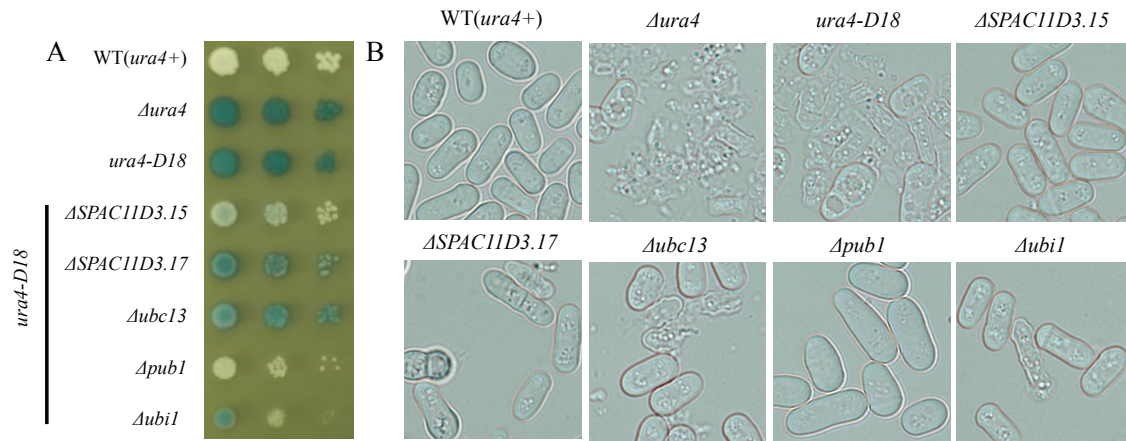 A
WT(ura4+)
Δura4
ura4-D18
ΔSPAC11D3.15
ΔSPAC11D3.17
Δubc13
Δpub1
Δubi1
ura4-D18
B
WT(ura4+) Δura4 ura4-D18 ΔSPAC11D3.15
ΔSPAC11D3.17 Δubc13 Δpub1 Δubi1